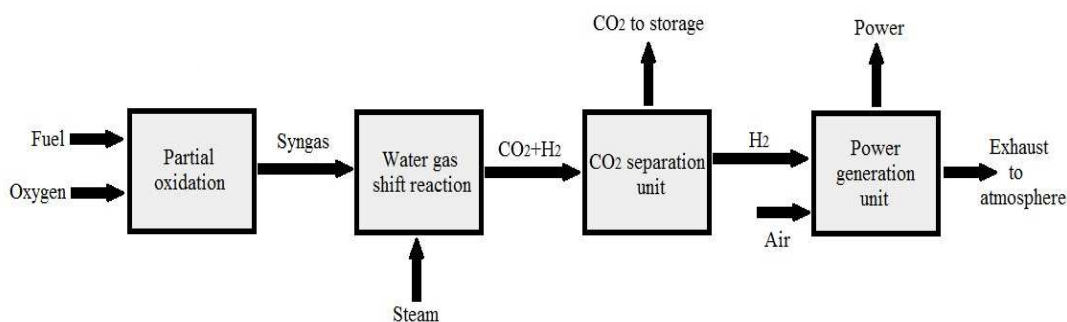 CO2 to storage
Power
Fuel
Oxygen
Partial
oxidation
Syngas
Water gas
shift reaction
CO2+H2
CO2 separation
unit
H2
Air
Power
generation
unit
Exhaust
to
atmosphere
Steam